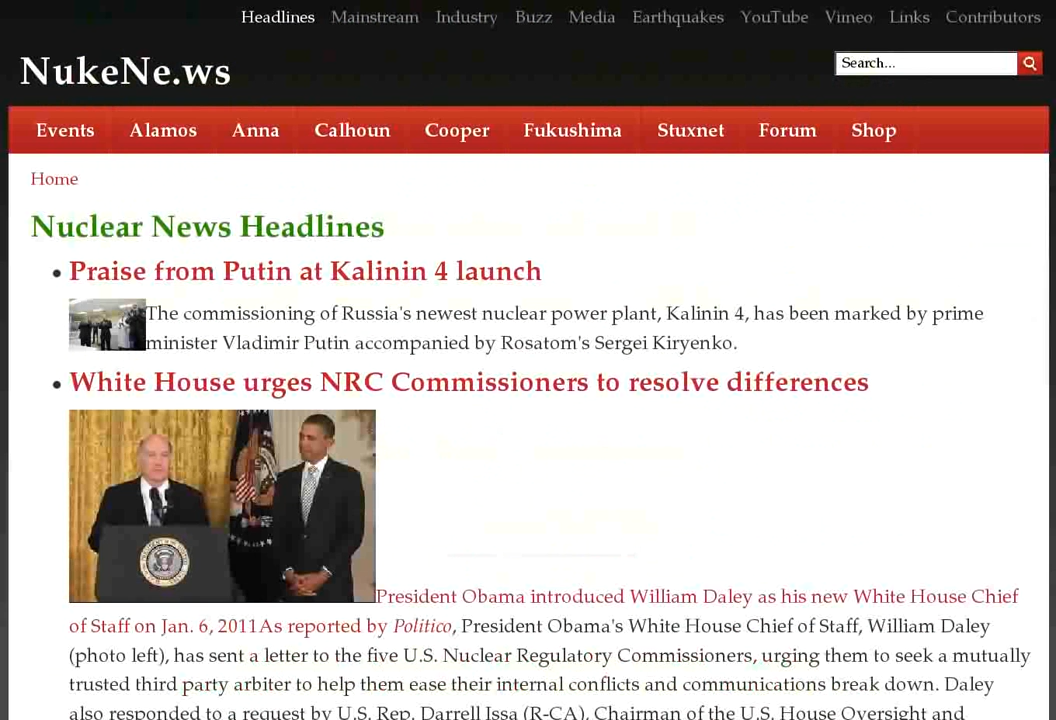 Headlines Mainstream Industry Buzz Media Earthquakes YouTube Vimeo Links Contributors
NukeNe.ws
Search...
Events Alamos Anna Calhoun Cooper Fukushima Stuxnet Forum Shop
Home
Nuclear News Headlines
• Praise from Putin at Kalinin 4 launch
The commissioning of Russia's newest nuclear power plant, Kalinin 4, has been marked by prime
minister Vladimir Putin accompanied by Rosatom's Sergei Kiryenko.
• White House urges NRC Commissioners to resolve differences
President Obama introduced William Daley as his new White House Chief
of Staff on Jan. 6, 2011As reported by Politico, President Obama's White House Chief of Staff, William Daley
(photo left), has sent a letter to the five U.S. Nuclear Regulatory Commissioners, urging them to seek a mutually
trusted third party arbiter to help them ease their internal conflicts and communications break down. Daley
also responded to a request by U.S. Rep. Darrell Issa (R-CA), Chairman of the U.S. House Oversight and